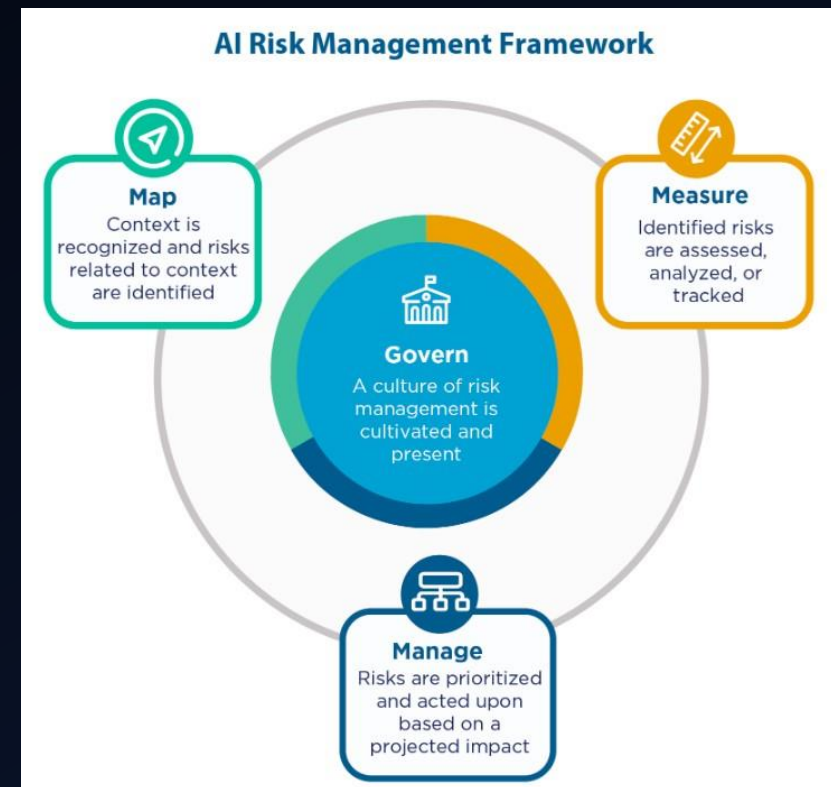 AI Risk Management Framework
Map
Context is
recognized and risks
related to context
are identified
Measure
Identified risks
are assessed,
analyzed, or
tracked
Govern
A culture of risk
management is
cultivated and
present
Manage
Risks are prioritized
and acted upon
based on a
projected impact